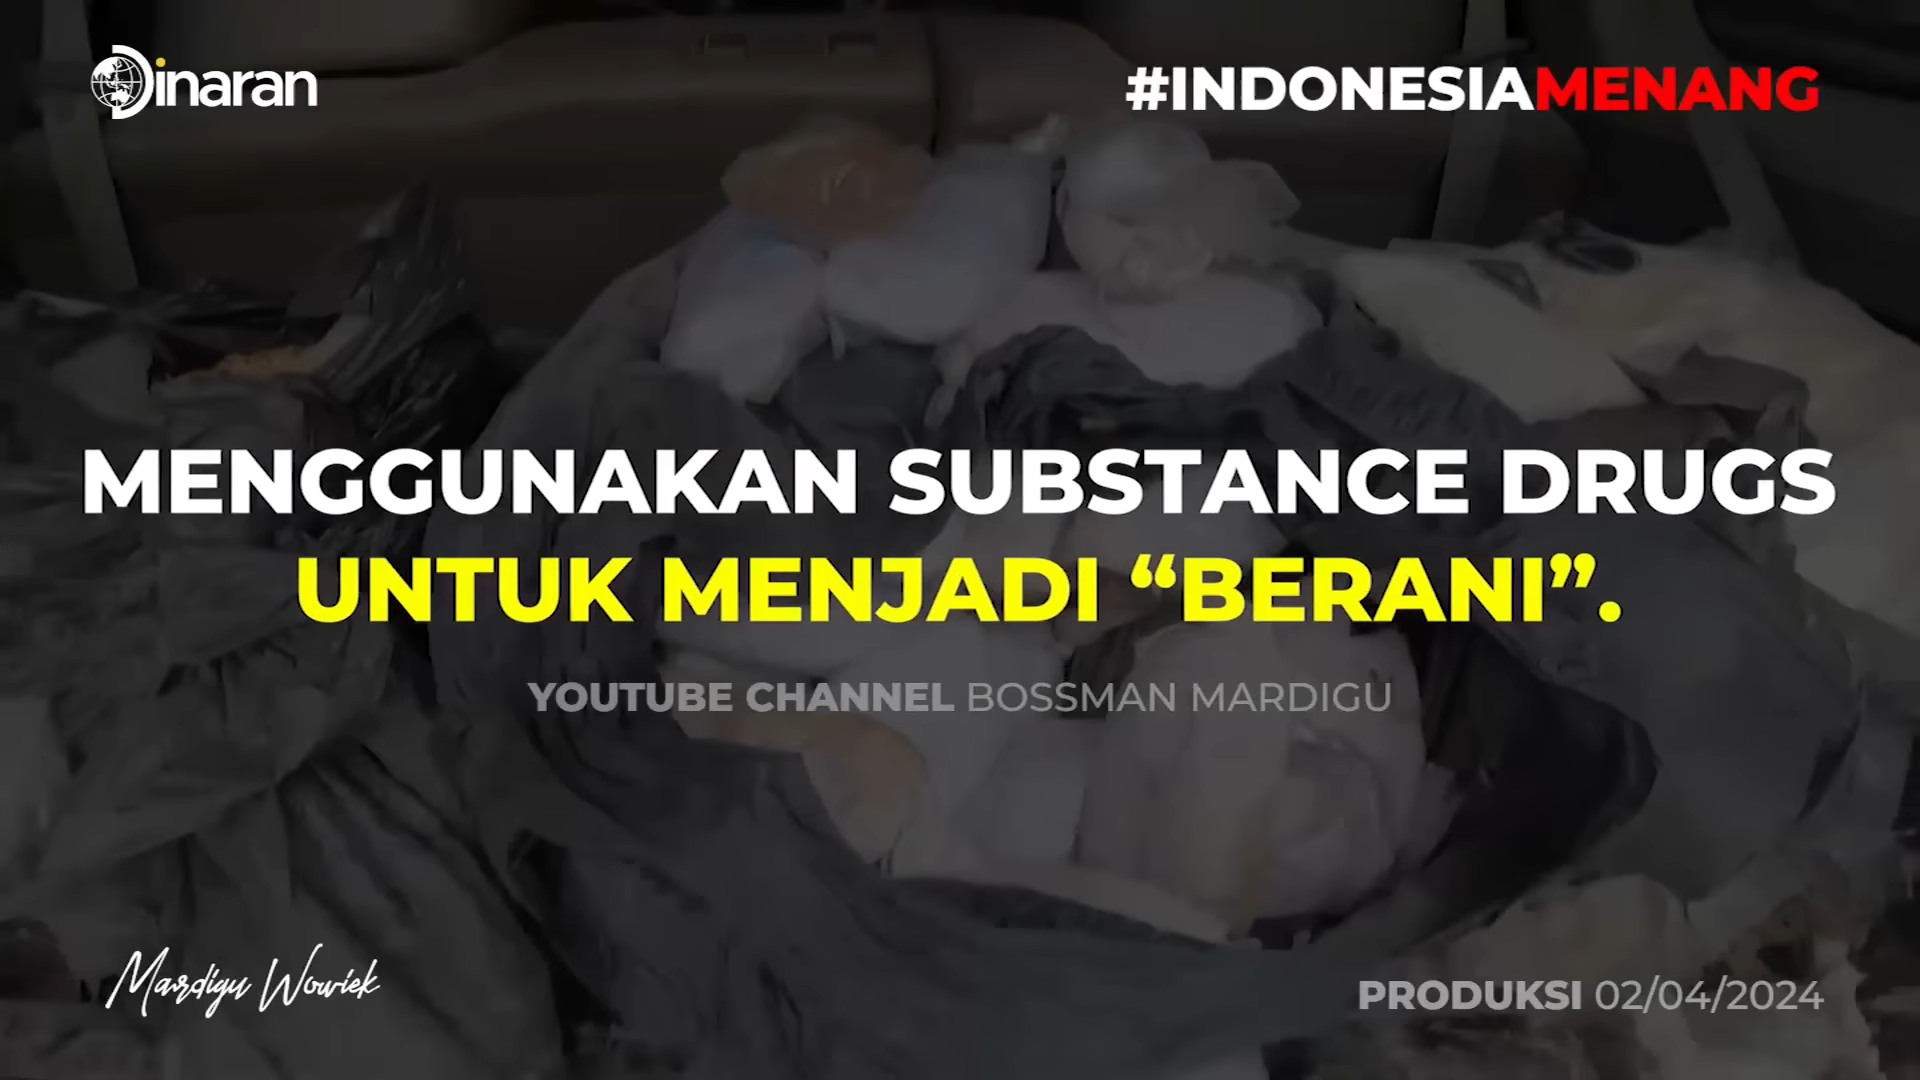 Dinaran
#INDONESIAMENANG
MENGGUNAKAN SUBSTANCE DRUGS
UNTUK MENJADI “BERANI”.
YOUTUBE CHANNEL BOSSMAN MARDIGU
Mardigu Wowiek
PRODUKSI 02/04/2024